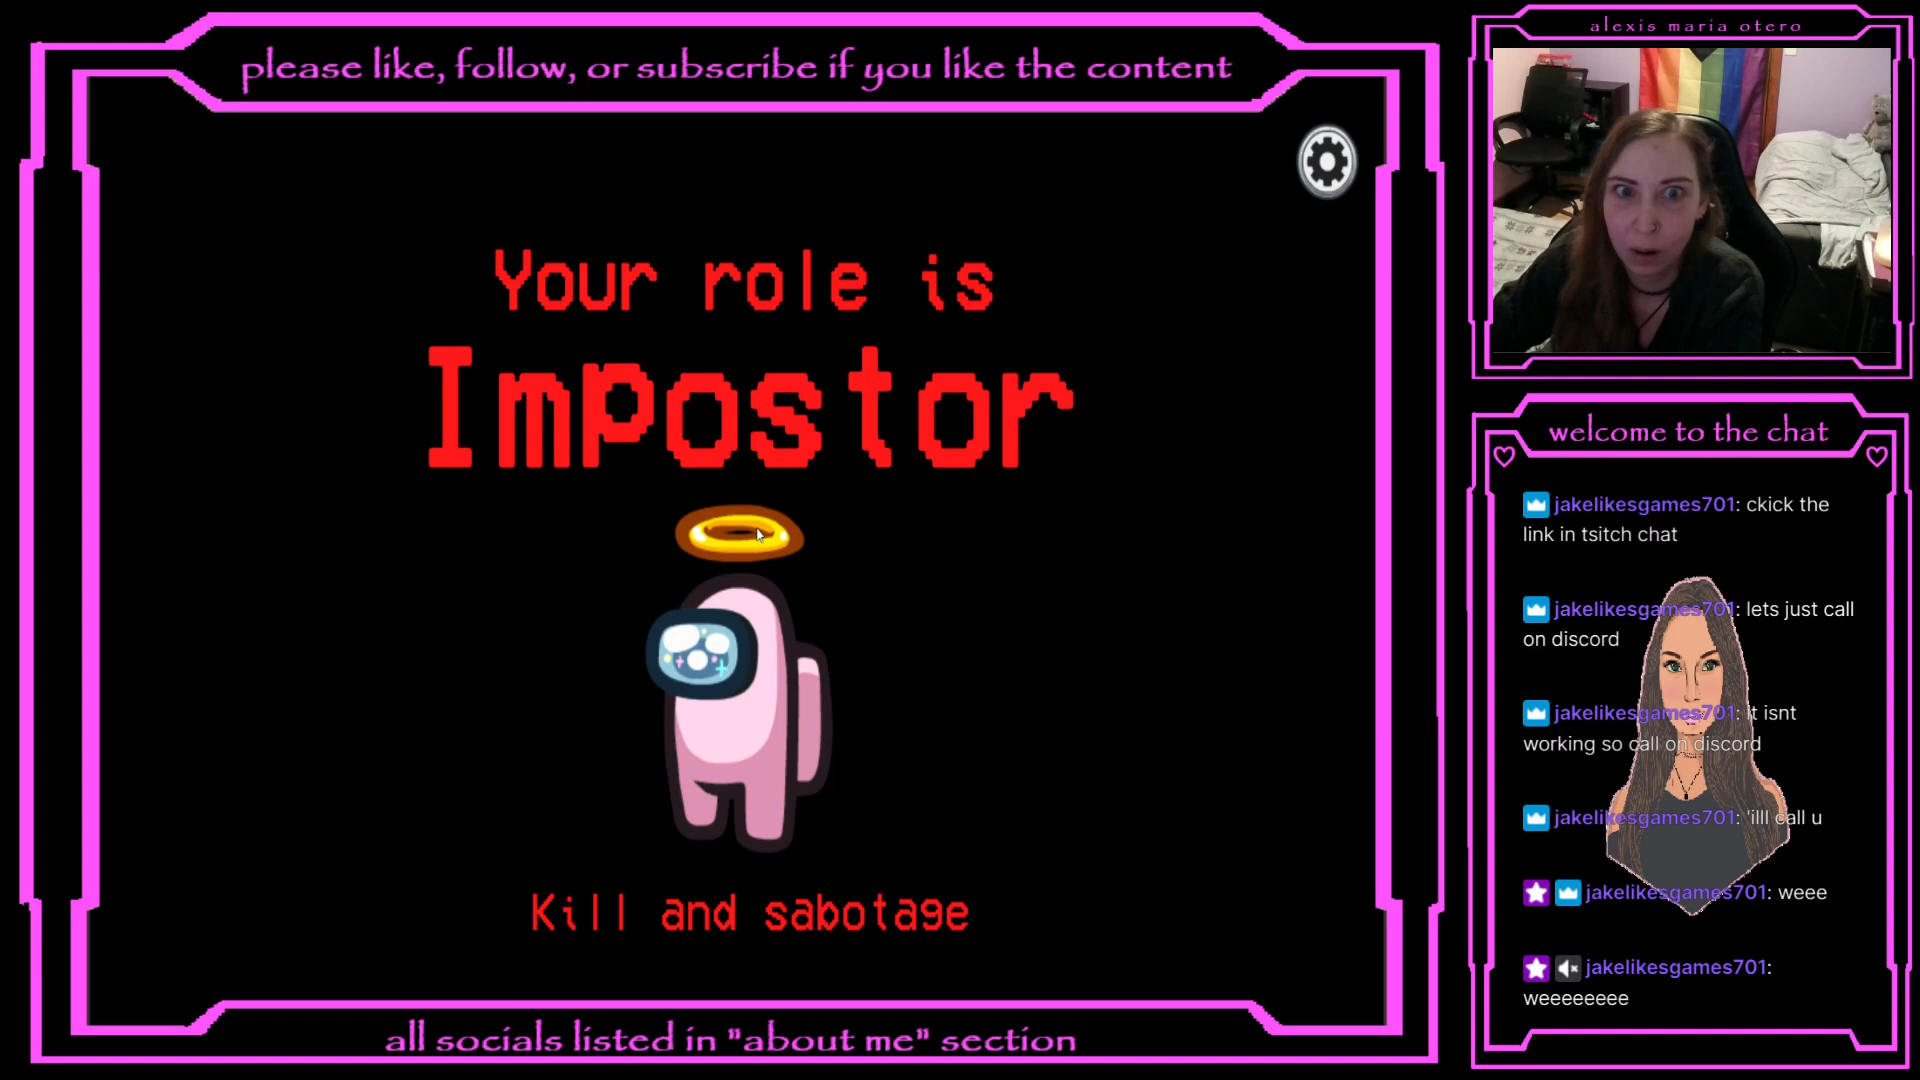 please like, follow, or subscribe if you like the content
alexis maria otero
Your role is
Impostor
Kill and sabotage
all socials listed in "about me" section
welcome to the chat
jakelikesgames701: ckick the
link in tsitch chat
jakelikesgames701: lets just call
on discord
jakelikesgames701: it isnt
working so call on discord
jakelikesgames701: 'illl call u
jakelikesgames701: weee
jakelikesgames701:
weeeeeeee